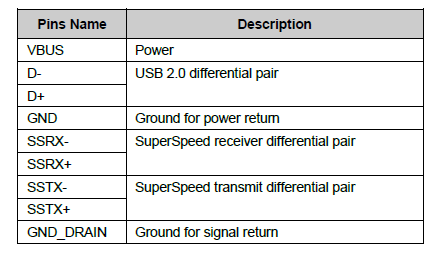 Pins Name Description
VBUS Power
D- USB 2.0 differential pair
D+
GND Ground for power return
SSRX- SuperSpeed receiver differential pair
SSRX+
SSTX- SuperSpeed transmit differential pair
SSTX+
GND_DRAIN Ground for signal return